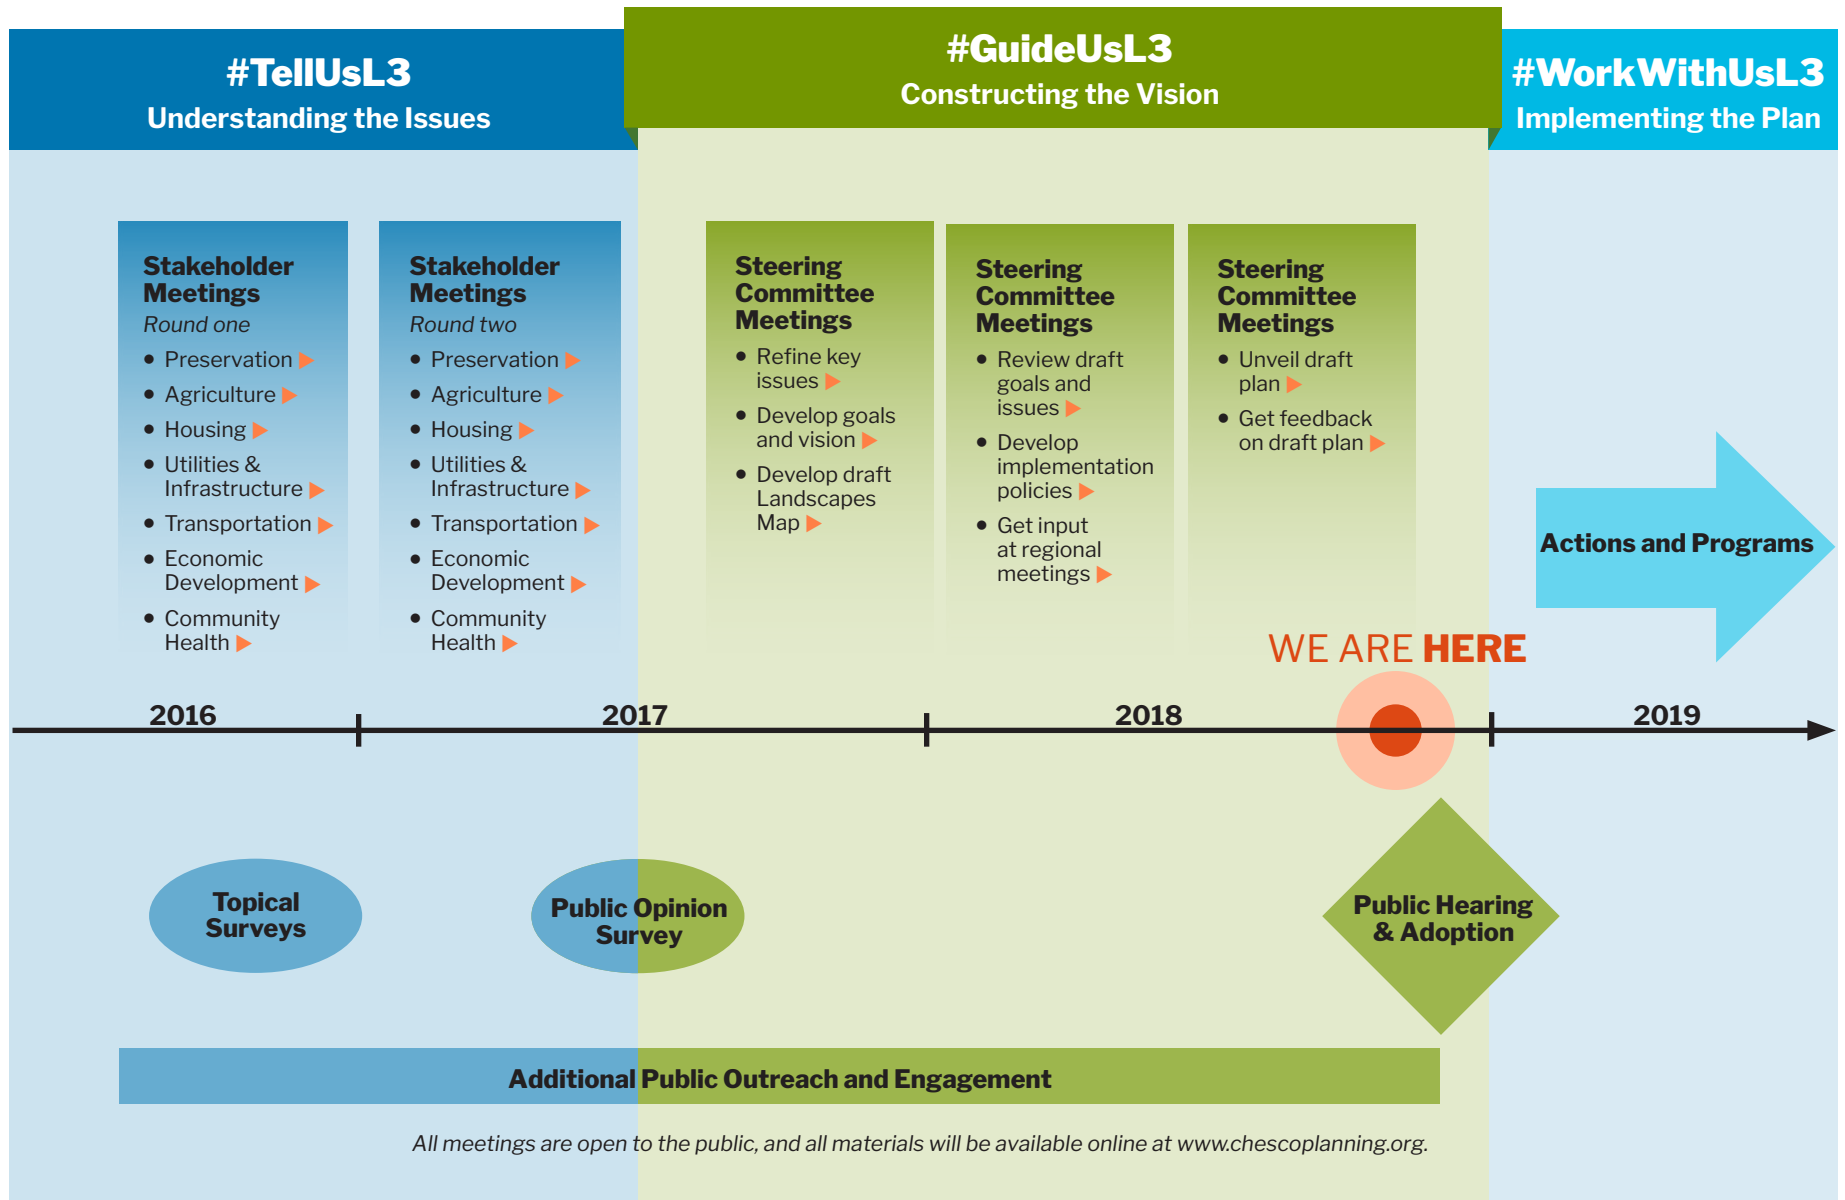 #TellUsL3
Understanding the Issues
#GuideUsL3
Constructing the Vision
#WorkWithUsL3
Implementing the Plan
Stakeholder
Meetings
Round one
• Preservation
• Agriculture
• Housing
• Utilities &
Infrastructure
• Transportation
• Economic
Development
• Community
Health
Stakeholder
Meetings
Round two
• Preservation
• Agriculture
• Housing
• Utilities &
Infrastructure
• Transportation
• Economic
Development
• Community
Health
Steering
Committee
Meetings
• Refine key
issues
• Develop goals
and vision
• Develop draft
Landscapes
Map
Steering
Committee
Meetings
• Review draft
goals and
issues
• Develop
implementation
policies
• Get input
at regional
meetings
Steering
Committee
Meetings
• Unveil draft
plan
• Get feedback
on draft plan
Actions and Programs
WE ARE HERE
2016
2017
2018
2019
Topical
Surveys
Public Opinion
Survey
Public Hearing
& Adoption
Additional Public Outreach and Engagement
All meetings are open to the public, and all materials will be available online at www.chescoplanning.org.